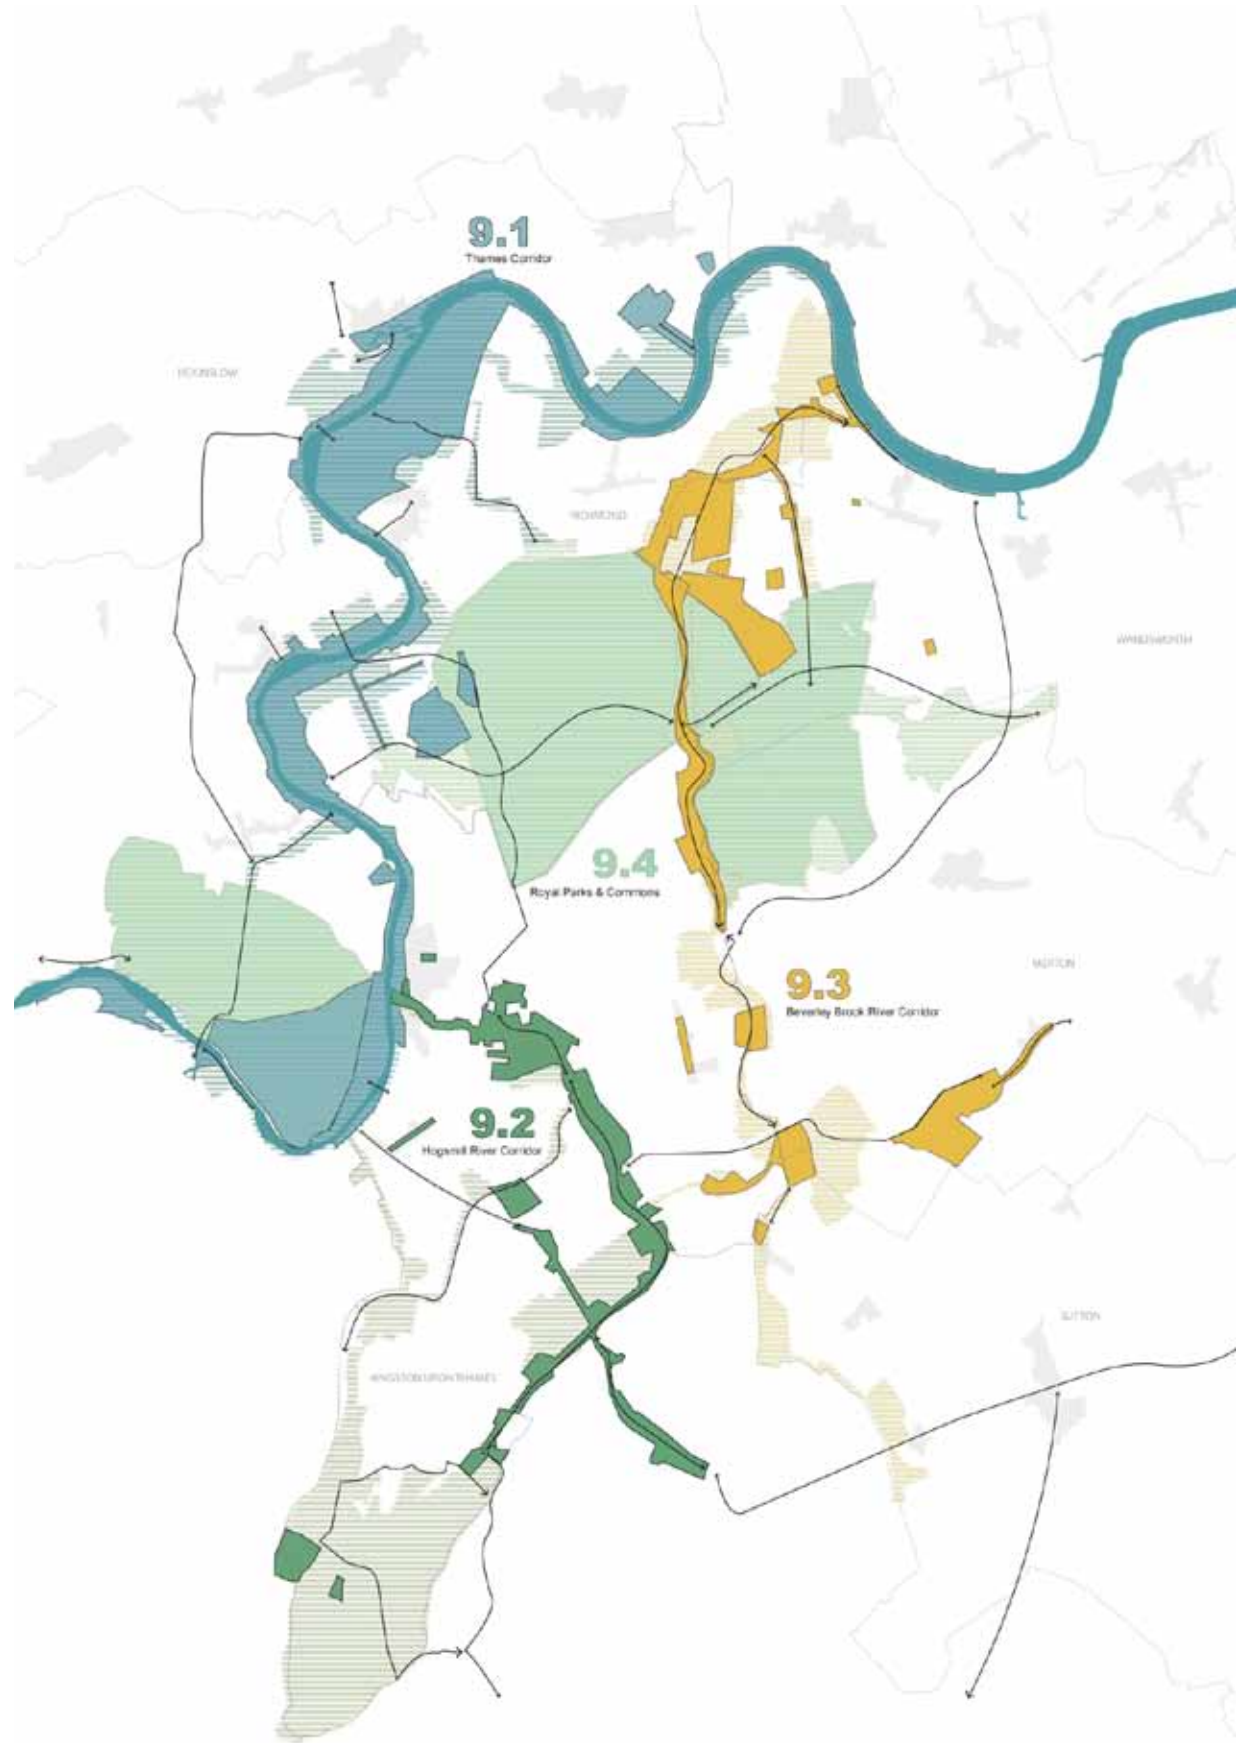 9.1
Thames Corridor
HOUNSLOW
RICHMOND
WANDSWORTH
9.4
Royal Parks & Commons
MERTON
9.3
Beverley Brook River Corridor
9.2
Hogsmill River Corridor
SUTTON
KINGSTON UPON THAMES